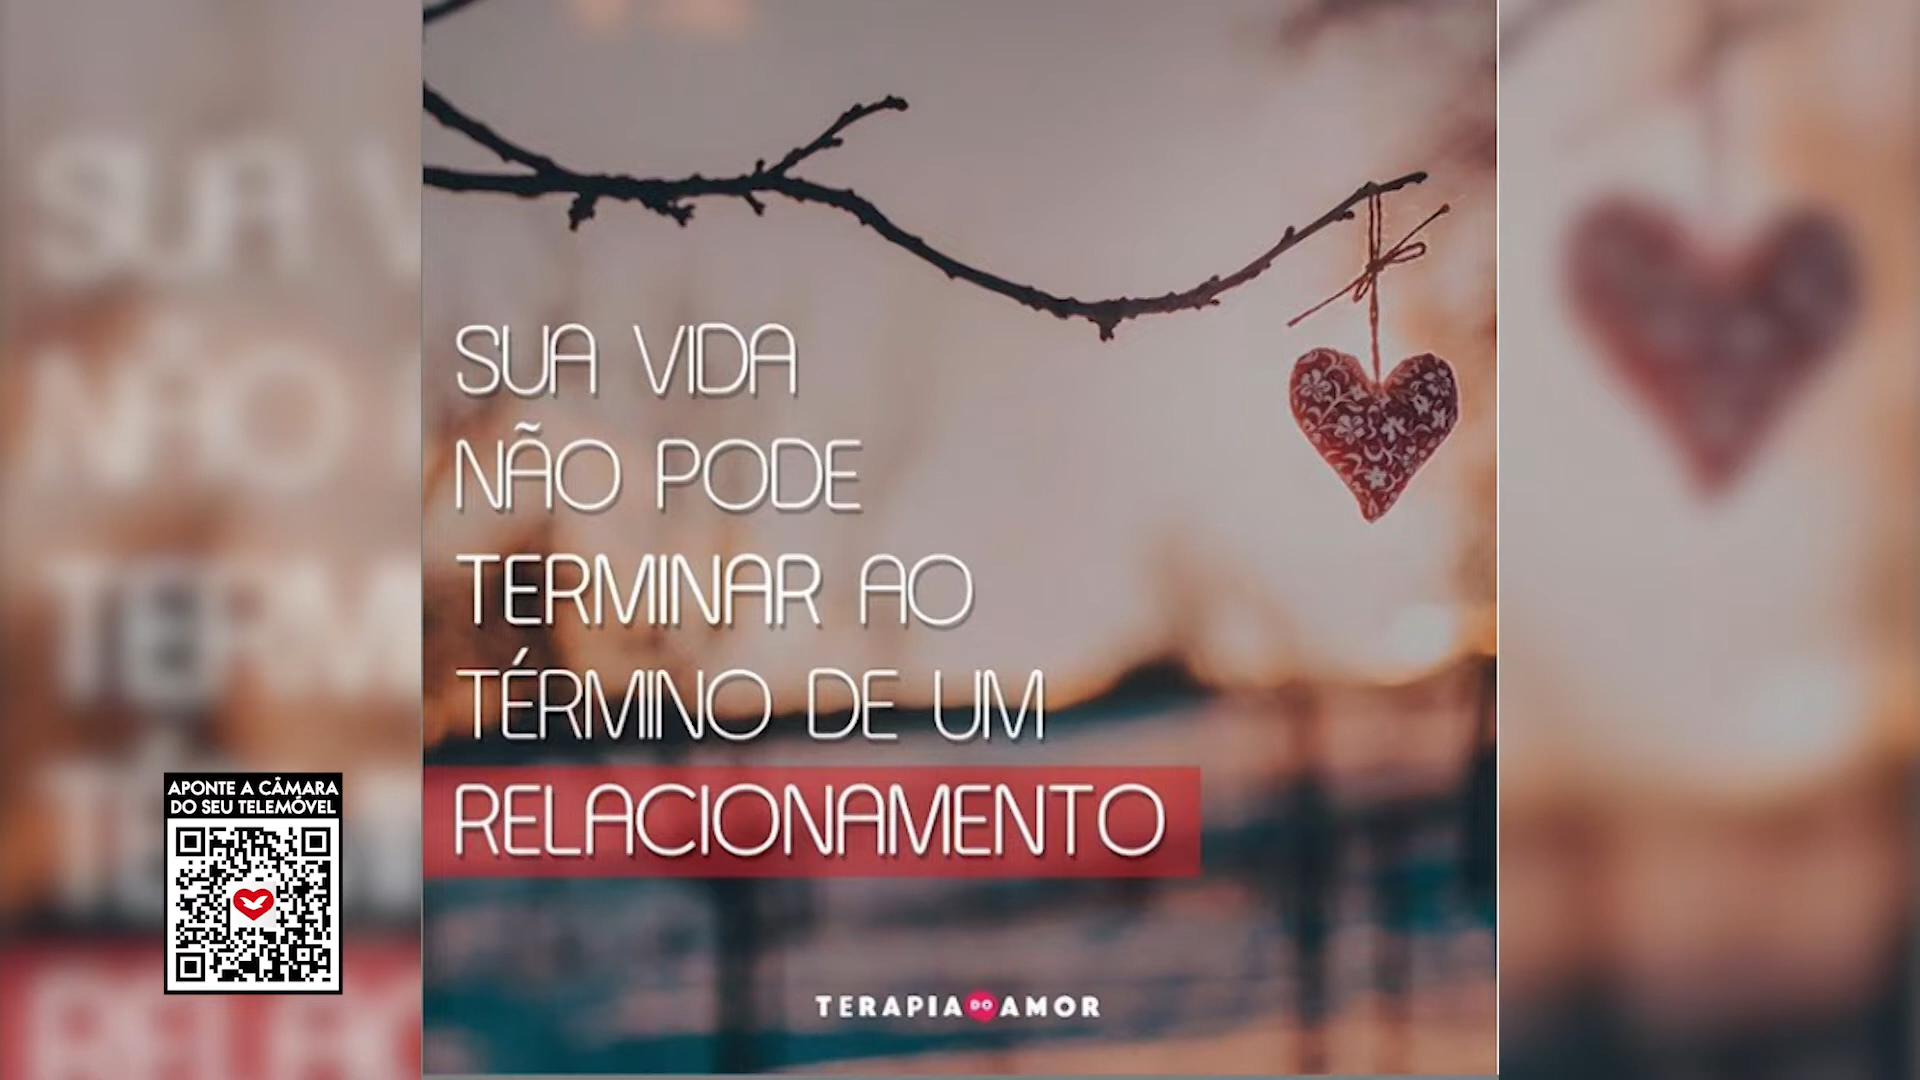 SUA VIDA
NÃO PODE
TERMINAR AO
TÉRMINO DE UM
RELACIONAMENTO
APONTE A CÂMARA
DO SEU TELEMÓVEL
TERAPIA DO AMOR